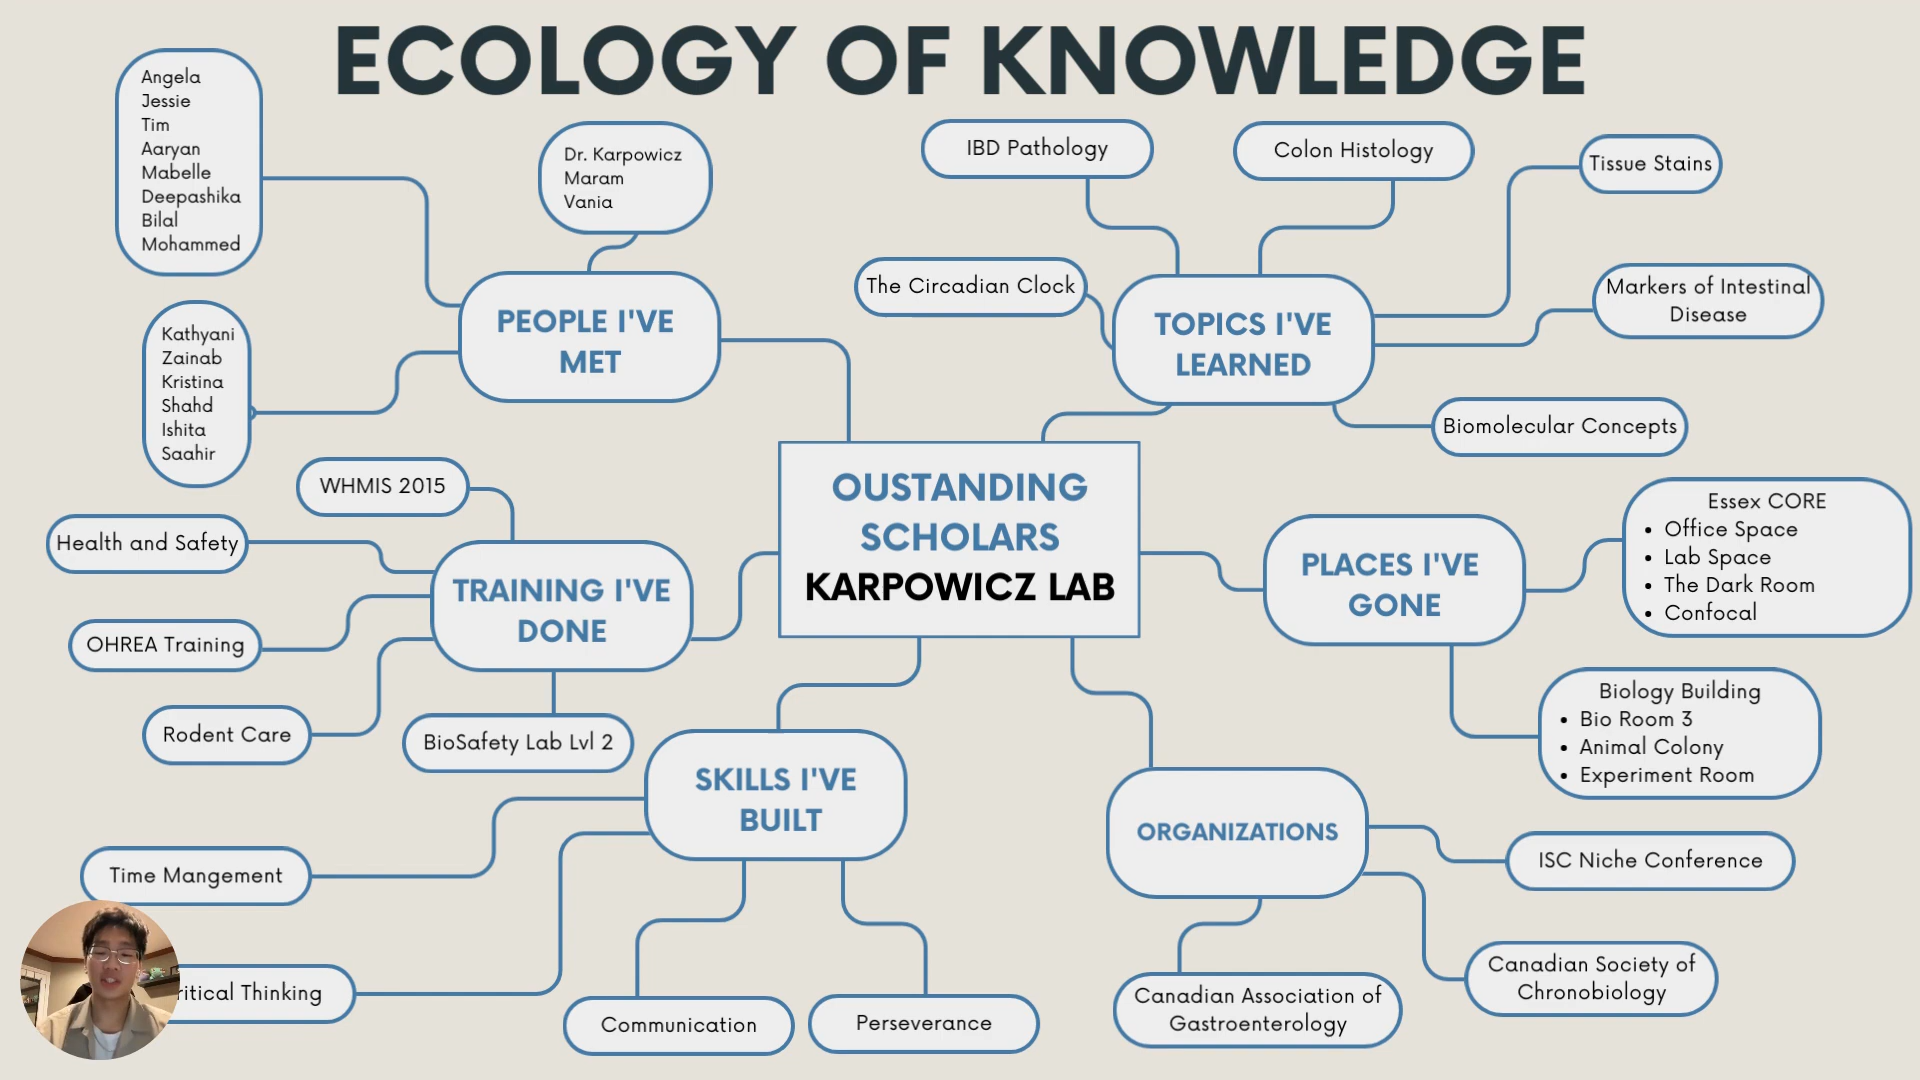 ECOLOGY OF KNOWLEDGE
Angela
Jessie
Tim
Aaryan
Mabelle
Deepashika
Bilal
Mohammed
Dr. Karpowicz
Maram
Vania
Kathyani
Zainab
Kristina
Shahd
Ishita
Saahir
PEOPLE I'VE
MET
IBD Pathology
Colon Histology
Tissue Stains
The Circadian Clock
Markers of Intestinal
Disease
TOPICS I'VE
LEARNED
Biomolecular Concepts
OUSTANDING
SCHOLARS
KARPOWICZ LAB
WHMIS 2015
Health and Safety
TRAINING I'VE
DONE
OHREA Training
Rodent Care
BioSafety Lab Lvl 2
PLACES I'VE
GONE
Essex CORE
• Office Space
• Lab Space
• The Dark Room
• Confocal
Biology Building
• Bio Room 3
• Animal Colony
• Experiment Room
SKILLS I'VE
BUILT
Time Mangement
ritical Thinking
Communication
Perseverance
ORGANIZATIONS
ISC Niche Conference
Canadian Society of
Chronobiology
Canadian Association of
Gastroenterology